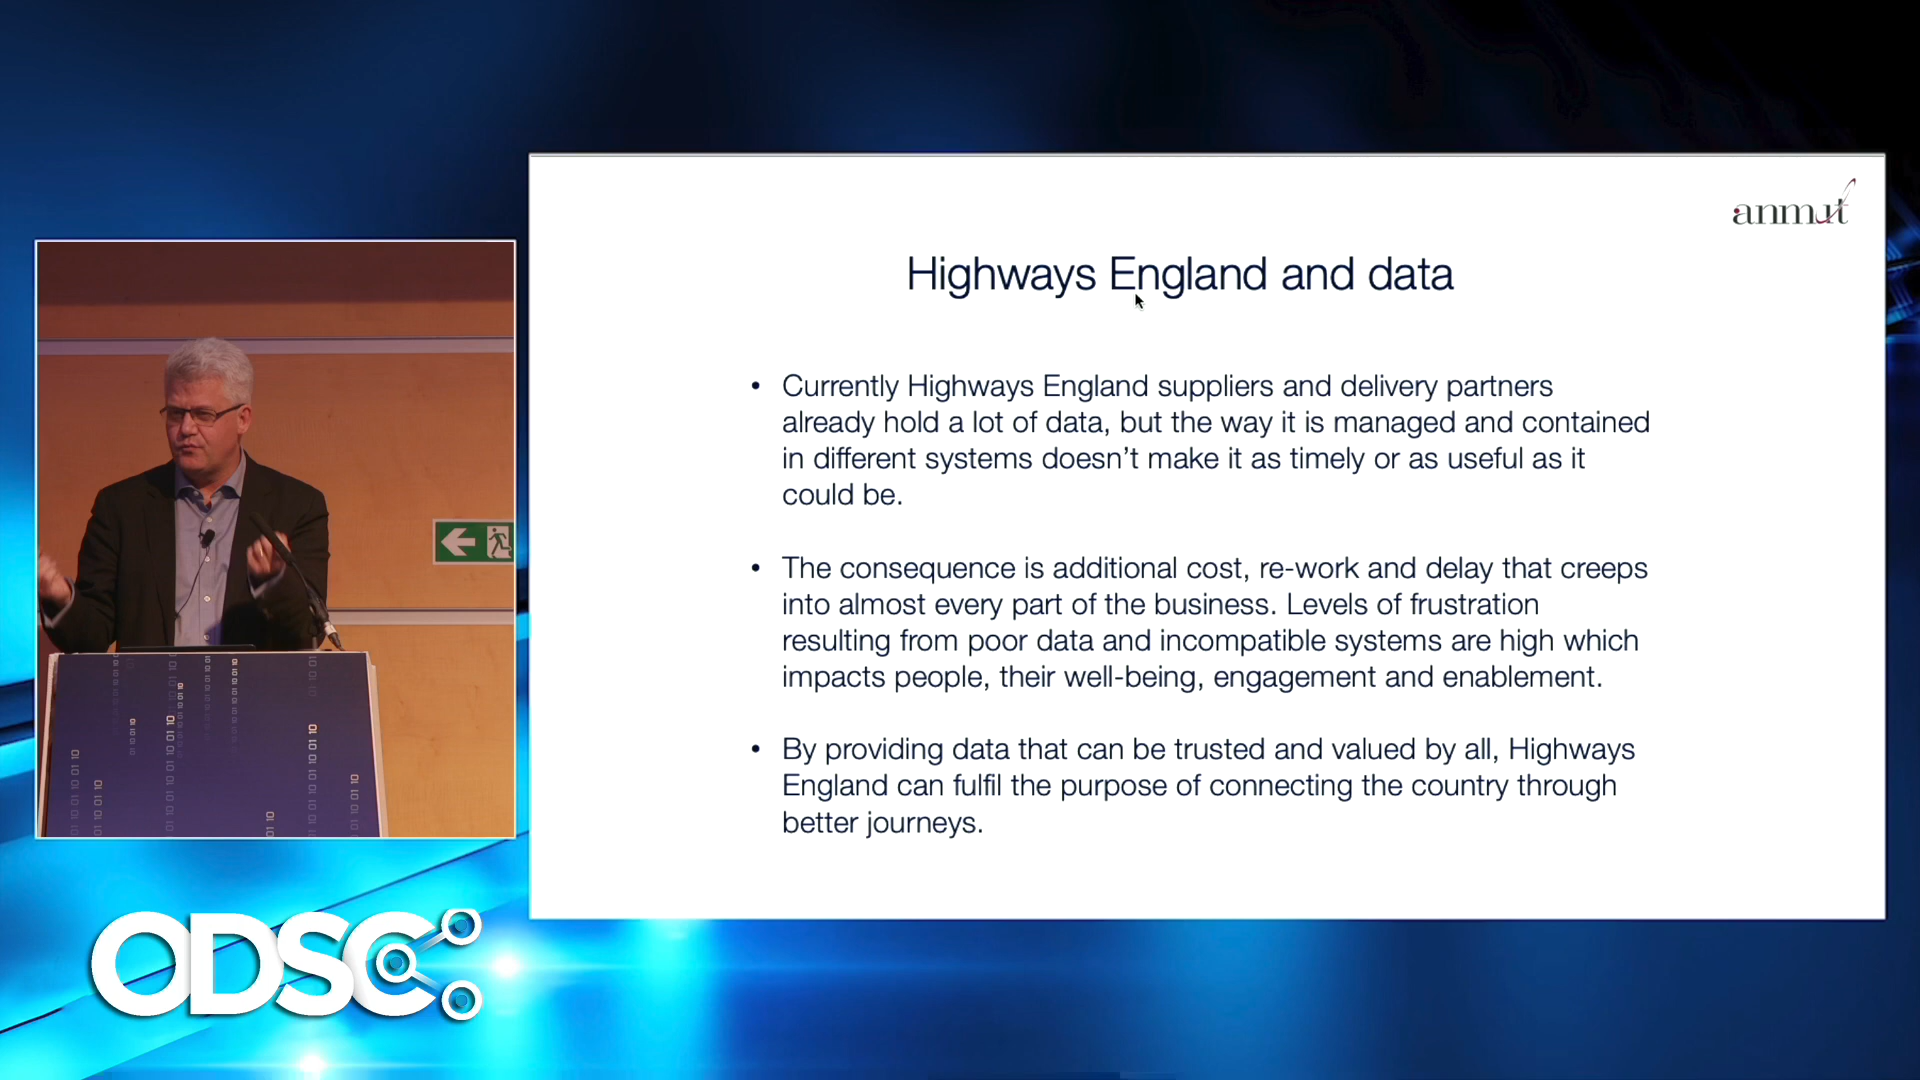 anmut
Highways England and data
• Currently Highways England suppliers and delivery partners
already hold a lot of data, but the way it is managed and contained
in different systems doesn’t make it as timely or as useful as it
could be.
• The consequence is additional cost, re-work and delay that creeps
into almost every part of the business. Levels of frustration
resulting from poor data and incompatible systems are high which
impacts people, their well-being, engagement and enablement.
• By providing data that can be trusted and valued by all, Highways
England can fulfil the purpose of connecting the country through
better journeys.
ODSC